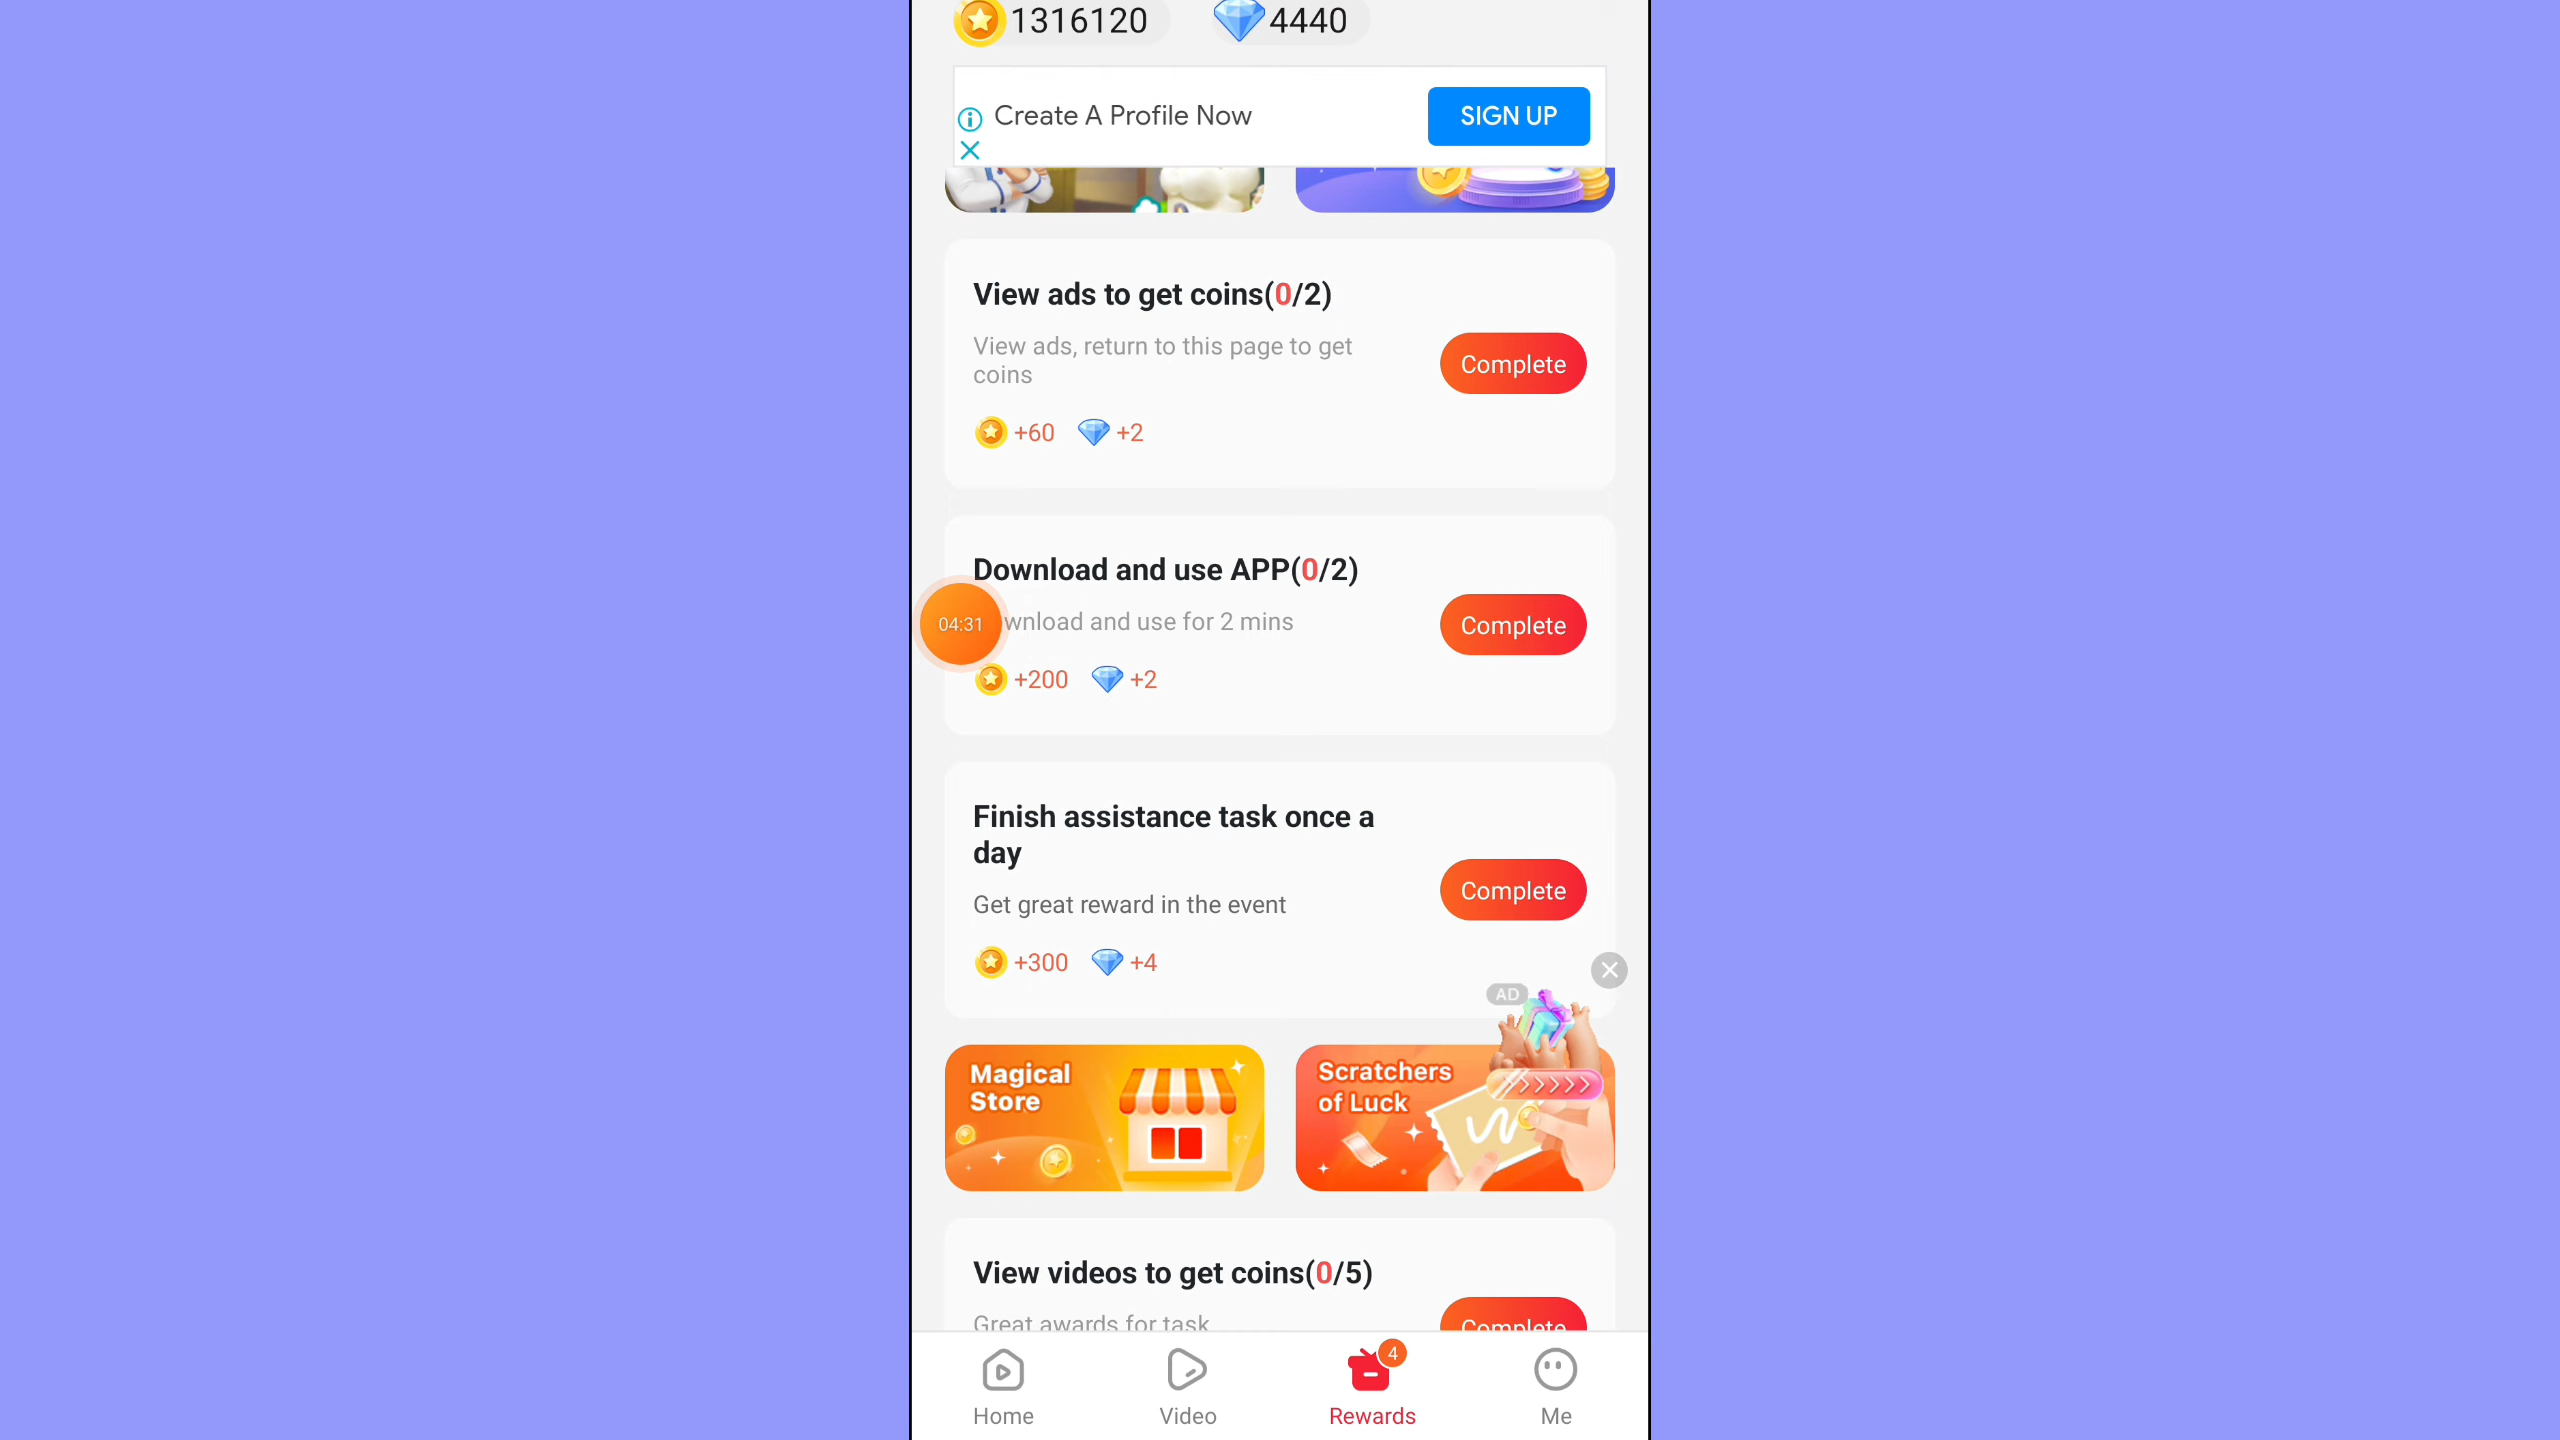 1316120 4440
Create A Profile Now
SIGN UP
View ads to get coins(0/2)
View ads, return to this page to get
coins
Complete
+60 +2
Download and use APP(0/2)
04:31
wnload and use for 2 mins
Complete
+200 +2
Finish assistance task once a
day
Get great reward in the event
Complete
+300 +4
AD
Magical
Store
Scratchers
of Luck
View videos to get coins(0/5)
Great awards for task
Complete
4
Home Video Rewards Me